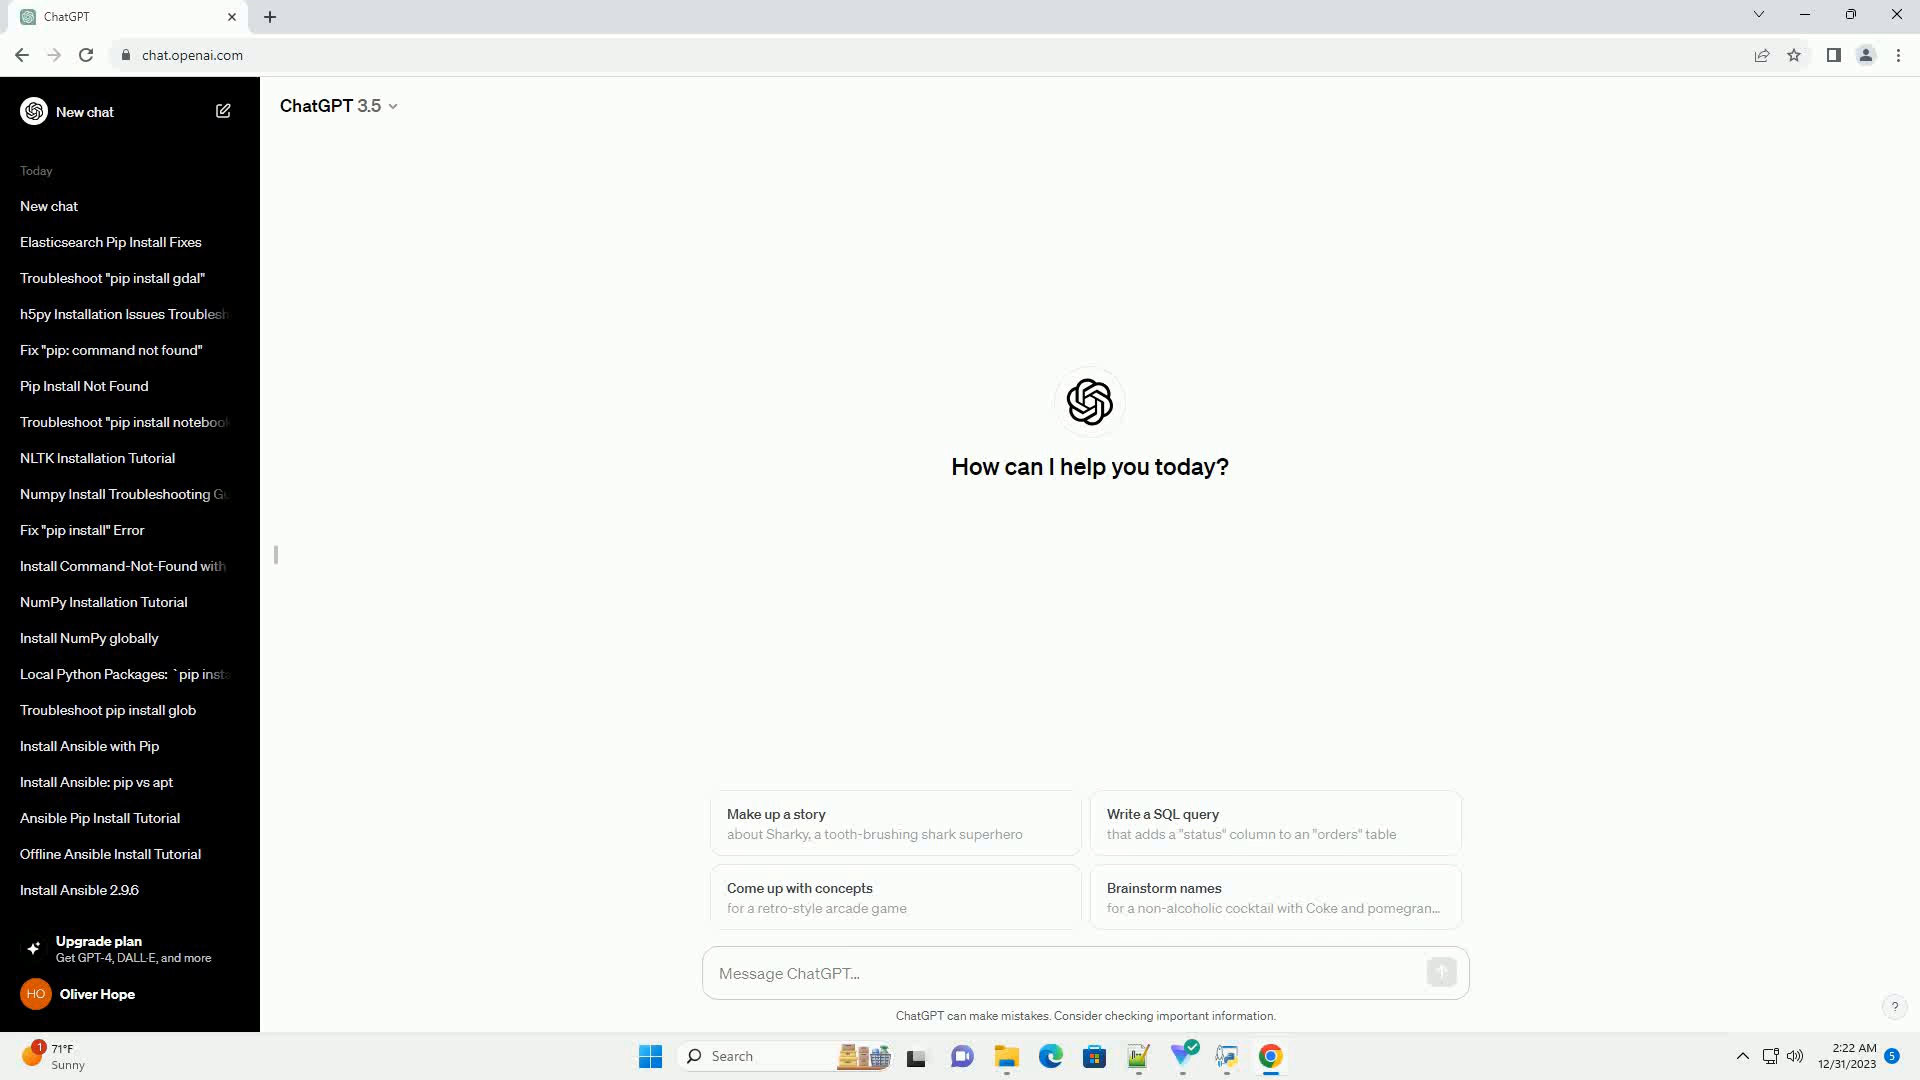 ChatGPT
chat.openai.com
New chat
ChatGPT 3.5
Today
New chat
Elasticsearch Pip Install Fixes
Troubleshoot "pip install gdal"
h5py Installation Issues Troublesh
Fix "pip: command not found"
Pip Install Not Found
Troubleshoot "pip install notebook
NLTK Installation Tutorial
Numpy Install Troubleshooting Gu
Fix "pip install" Error
Install Command-Not-Found with
NumPy Installation Tutorial
Install NumPy globally
Local Python Packages: `pip insta
Troubleshoot pip install glob
Install Ansible with Pip
Install Ansible: pip vs apt
Ansible Pip Install Tutorial
Offline Ansible Install Tutorial
Install Ansible 2.9.6
Upgrade plan
Get GPT-4, DALL·E, and more
HO Oliver Hope
How can I help you today?
Make up a story
about Sharky, a tooth-brushing shark superhero
Write a SQL query
that adds a "status" column to an "orders" table
Come up with concepts
for a retro-style arcade game
Brainstorm names
for a non-alcoholic cocktail with Coke and pomegran...
Message ChatGPT...
ChatGPT can make mistakes. Consider checking important information.
?
1
71°F
Sunny
Search
2:22 AM
12/31/2023
5